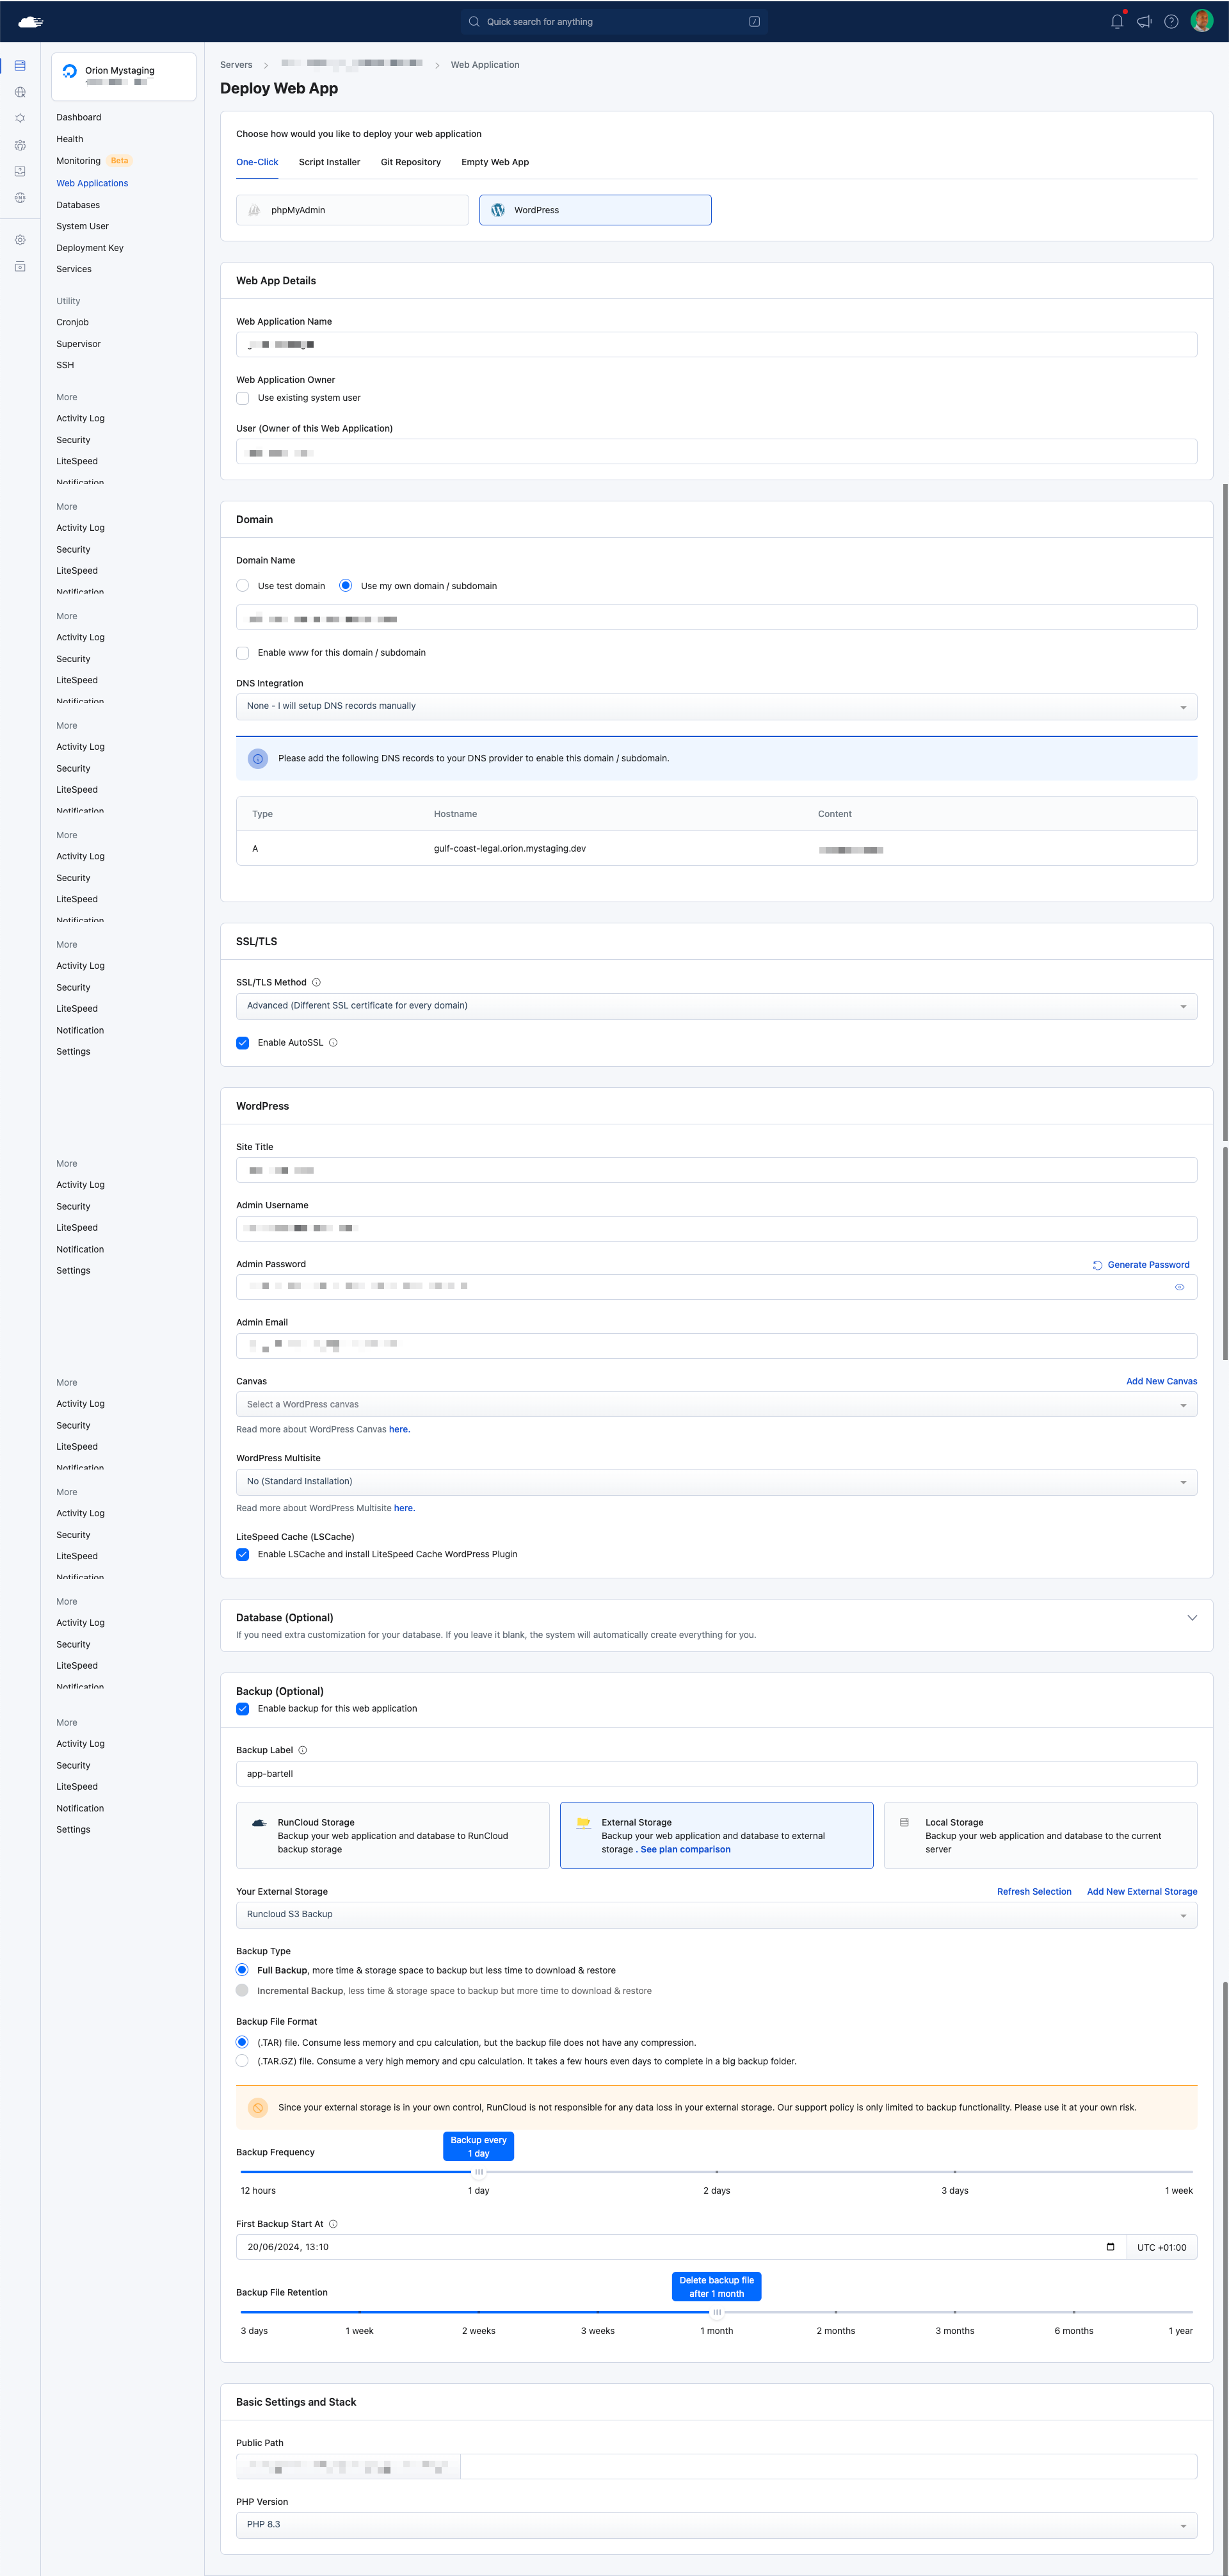 Quick search for anything
/
Orion Mystaging
Dashboard
Health
Monitoring Beta
Web Applications
Databases
System User
Deployment Key
Services
Utility
Cronjob
Supervisor
SSH
More
Activity Log
Security
LiteSpeed
Notification
More
Activity Log
Security
LiteSpeed
Notification
More
Activity Log
Security
LiteSpeed
Notification
More
Activity Log
Security
LiteSpeed
Notification
More
Activity Log
Security
LiteSpeed
Notification
More
Activity Log
Security
LiteSpeed
Notification
Settings
More
Activity Log
Security
LiteSpeed
Notification
Settings
More
Activity Log
Security
LiteSpeed
Notification
More
Activity Log
Security
LiteSpeed
Notification
More
Activity Log
Security
LiteSpeed
Notification
More
Activity Log
Security
LiteSpeed
Notification
Settings
Servers > > Web Application
Deploy Web App
Choose how would you like to deploy your web application
One-Click Script Installer Git Repository Empty Web App
phpMyAdmin WordPress
Web App Details
Web Application Name
Web Application Owner
Use existing system user
User (Owner of this Web Application)
Domain
Domain Name
Use test domain Use my own domain / subdomain
Enable www for this domain / subdomain
DNS Integration
None - I will setup DNS records manually
Please add the following DNS records to your DNS provider to enable this domain / subdomain.
Type Hostname Content
A gulf-coast-legal.orion.mystaging.dev
SSL/TLS
SSL/TLS Method
Advanced (Different SSL certificate for every domain)
Enable AutoSSL
WordPress
Site Title
Admin Username
Admin Password Generate Password
Admin Email
Canvas Add New Canvas
Select a WordPress canvas
Read more about WordPress Canvas here.
WordPress Multisite
No (Standard Installation)
Read more about WordPress Multisite here.
LiteSpeed Cache (LSCache)
Enable LSCache and install LiteSpeed Cache WordPress Plugin
Database (Optional)
If you need extra customization for your database. If you leave it blank, the system will automatically create everything for you.
Backup (Optional)
Enable backup for this web application
Backup Label
app-bartell
RunCloud Storage
Backup your web application and database to RunCloud
backup storage
External Storage
Backup your web application and database to external
storage . See plan comparison
Local Storage
Backup your web application and database to the current
server
Your External Storage Refresh Selection Add New External Storage
Runcloud S3 Backup
Backup Type
Full Backup, more time & storage space to backup but less time to download & restore
Incremental Backup, less time & storage space to backup but more time to download & restore
Backup File Format
(.TAR) file. Consume less memory and cpu calculation, but the backup file does not have any compression.
(.TAR.GZ) file. Consume a very high memory and cpu calculation. It takes a few hours even days to complete in a big backup folder.
Since your external storage is in your own control, RunCloud is not responsible for any data loss in your external storage. Our support policy is only limited to backup functionality. Please use it at your own risk.
Backup Frequency
Backup every
1 day
12 hours 1 day 2 days 3 days 1 week
First Backup Start At
20/06/2024, 13:10 UTC +01:00
Backup File Retention
Delete backup file
after 1 month
3 days 1 week 2 weeks 3 weeks 1 month 2 months 3 months 6 months 1 year
Basic Settings and Stack
Public Path
PHP Version
PHP 8.3